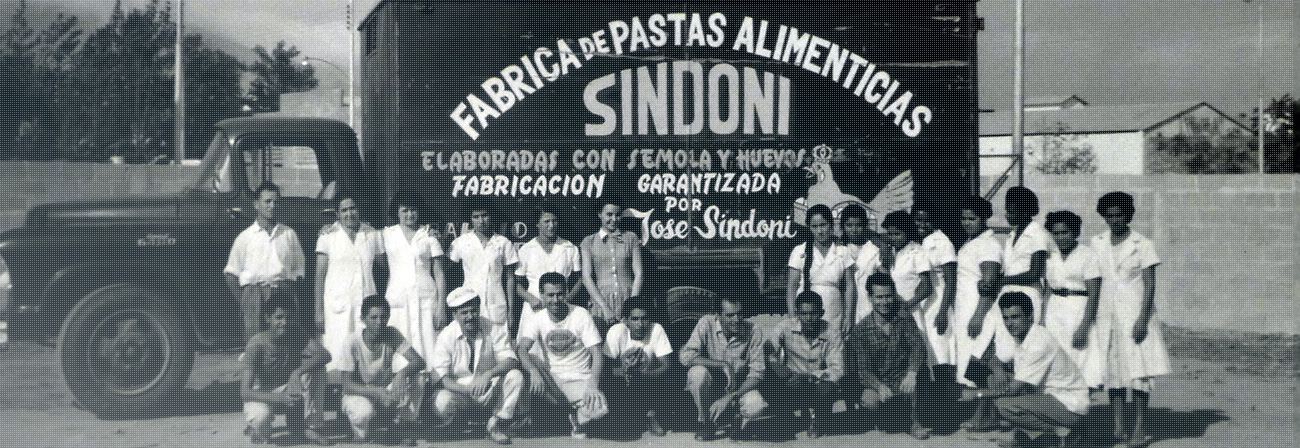 FABRICA DE PASTAS ALIMENTICIAS
SINDONI
ELABORADAS CON SEMOLA Y HUEVOS
FABRICACION GARANTIZADA
POR
Jose Sindoni